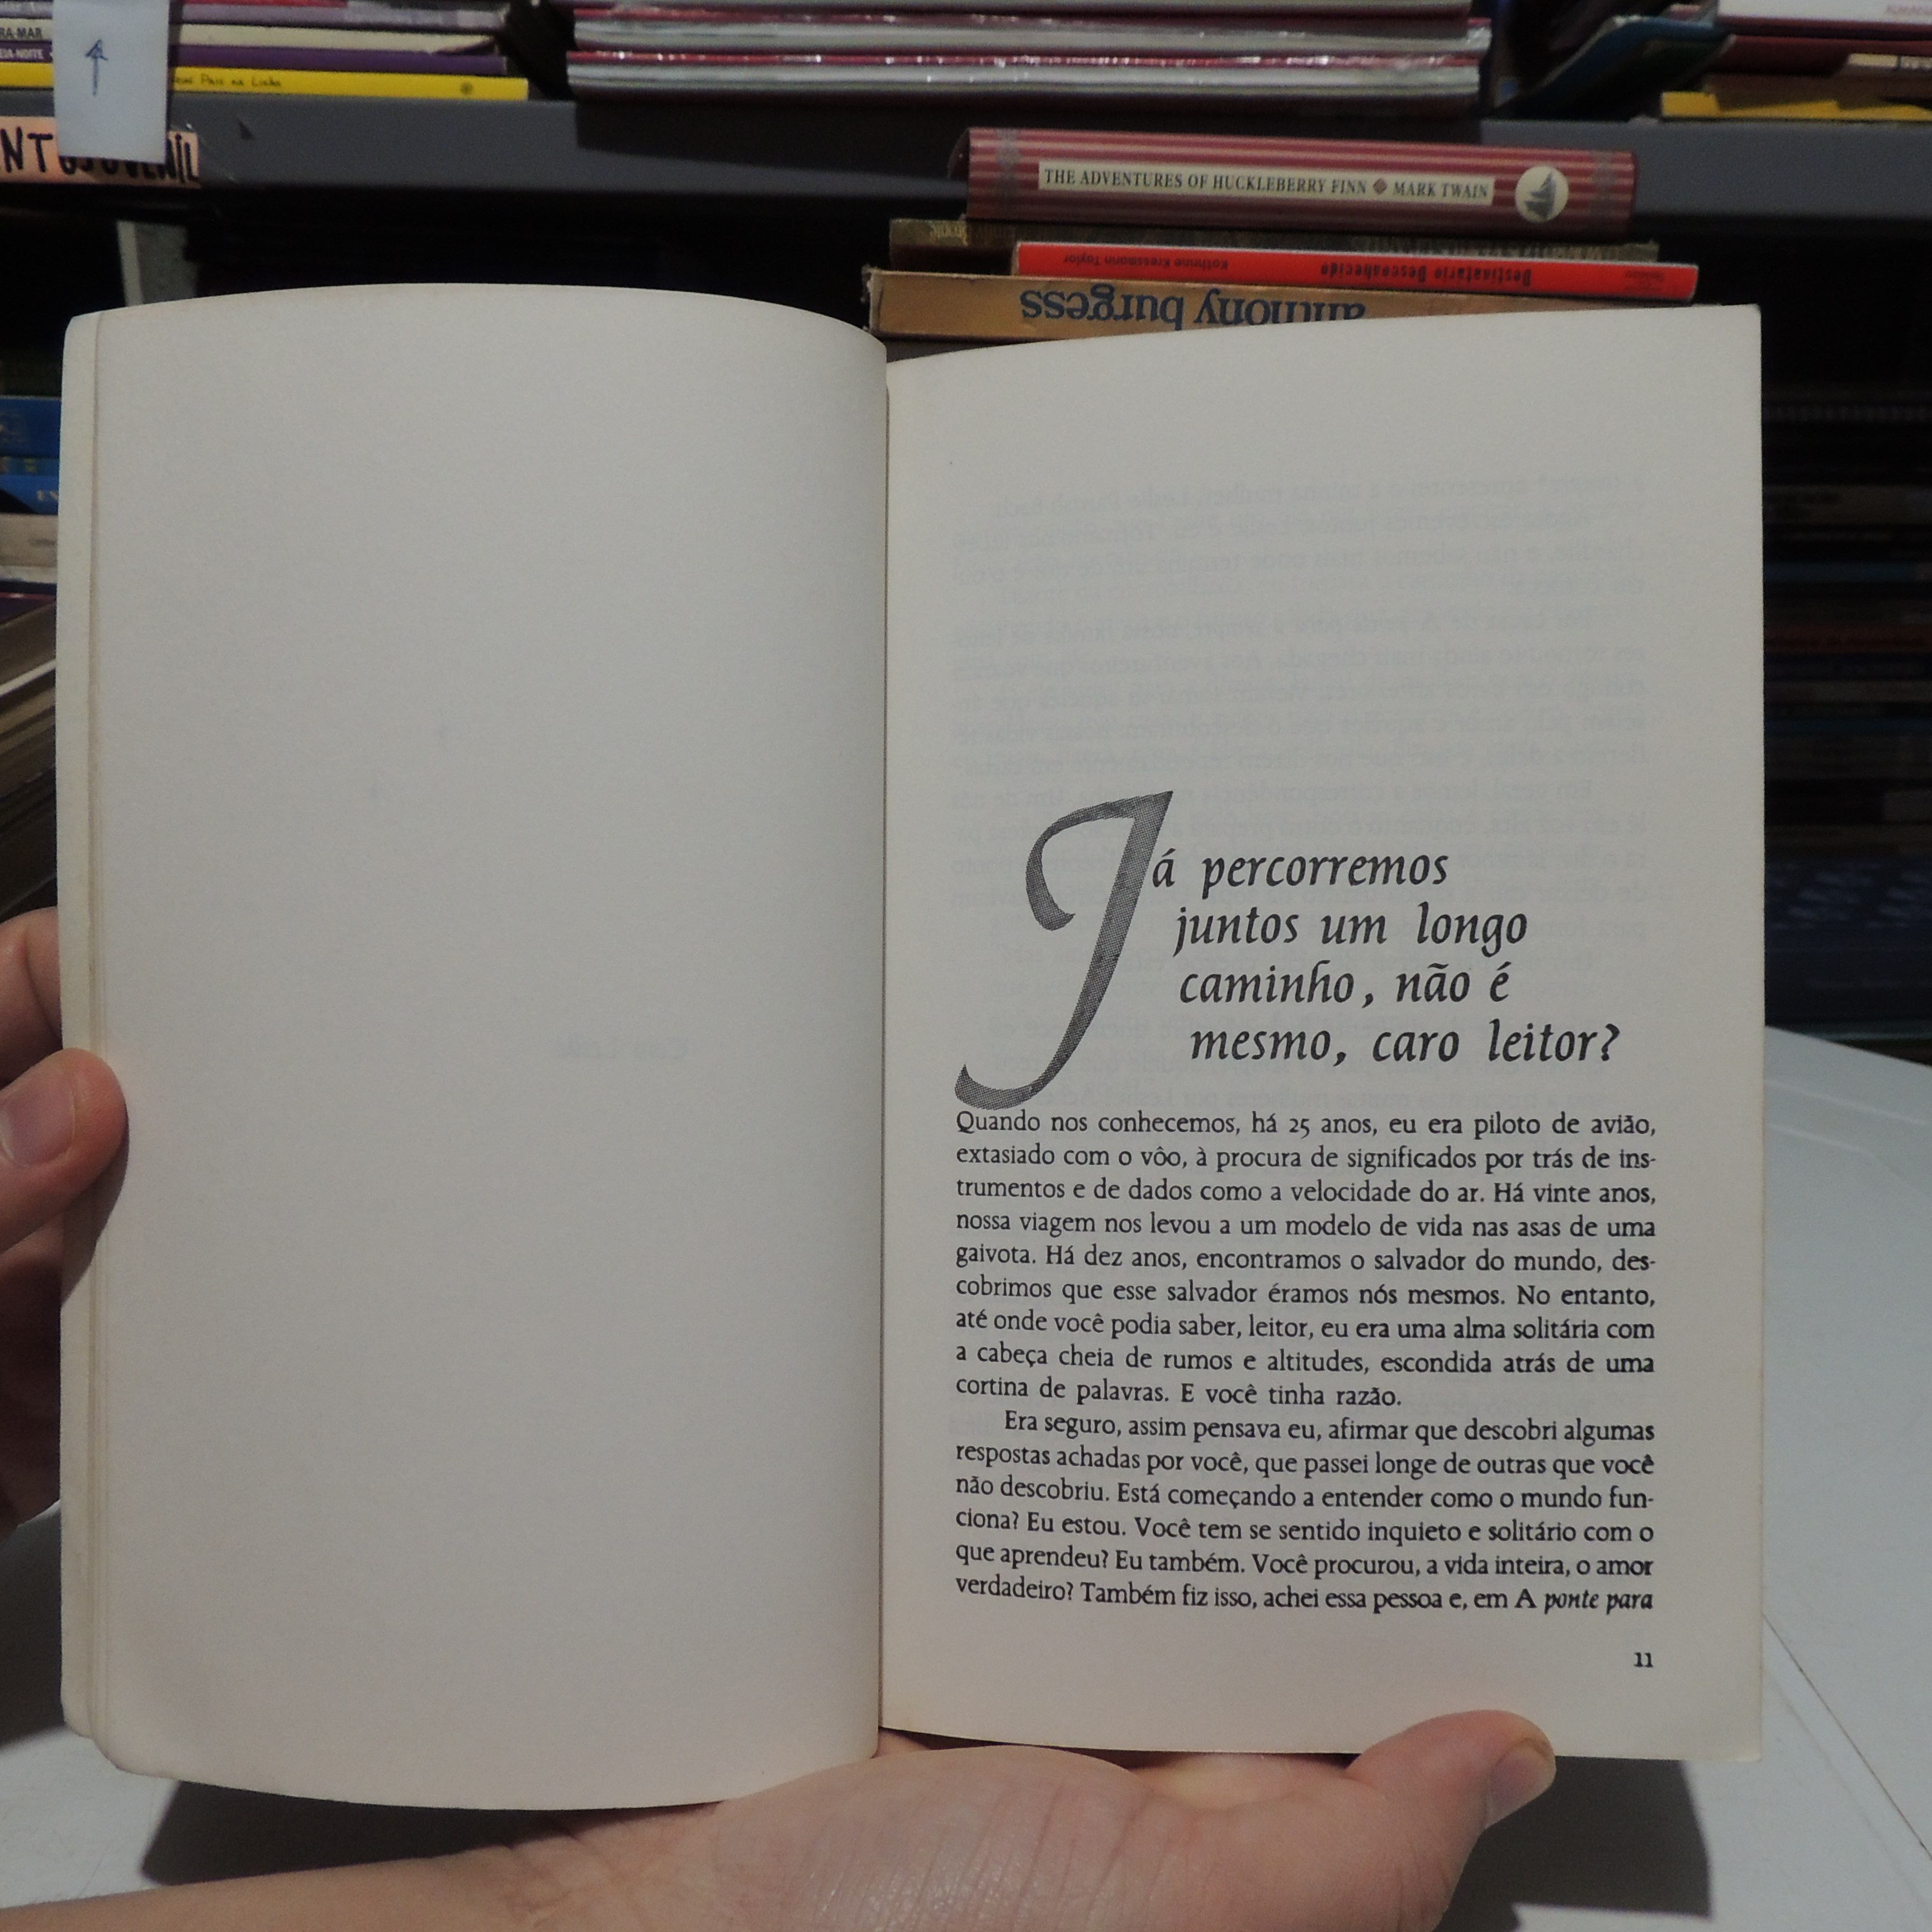 RA-MAR
EIA-NOITE
THE ADVENTURES OF HUCKLEBERRY FINN MARK TWAIN
Destinatário Desconhecido Kathrine Kressmann Taylor
anthony burgess
Já percorremos
juntos um longo
caminho, não é
mesmo, caro leitor?
Quando nos conhecemos, há 25 anos, eu era piloto de avião,
extasiado com o vôo, à procura de significados por trás de ins-
trumentos e de dados como a velocidade do ar. Há vinte anos,
nossa viagem nos levou a um modelo de vida nas asas de uma
gaivota. Há dez anos, encontramos o salvador do mundo, des-
cobrimos que esse salvador éramos nós mesmos. No entanto,
até onde você podia saber, leitor, eu era uma alma solitária com
a cabeça cheia de rumos e altitudes, escondida atrás de uma
cortina de palavras. E você tinha razão.
Era seguro, assim pensava eu, afirmar que descobri algumas
respostas achadas por você, que passei longe de outras que você
não descobriu. Está começando a entender como o mundo fun-
ciona? Eu estou. Você tem se sentido inquieto e solitário com o
que aprendeu? Eu também. Você procurou, a vida inteira, o amor
verdadeiro? Também fiz isso, achei essa pessoa e, em A ponte para
11